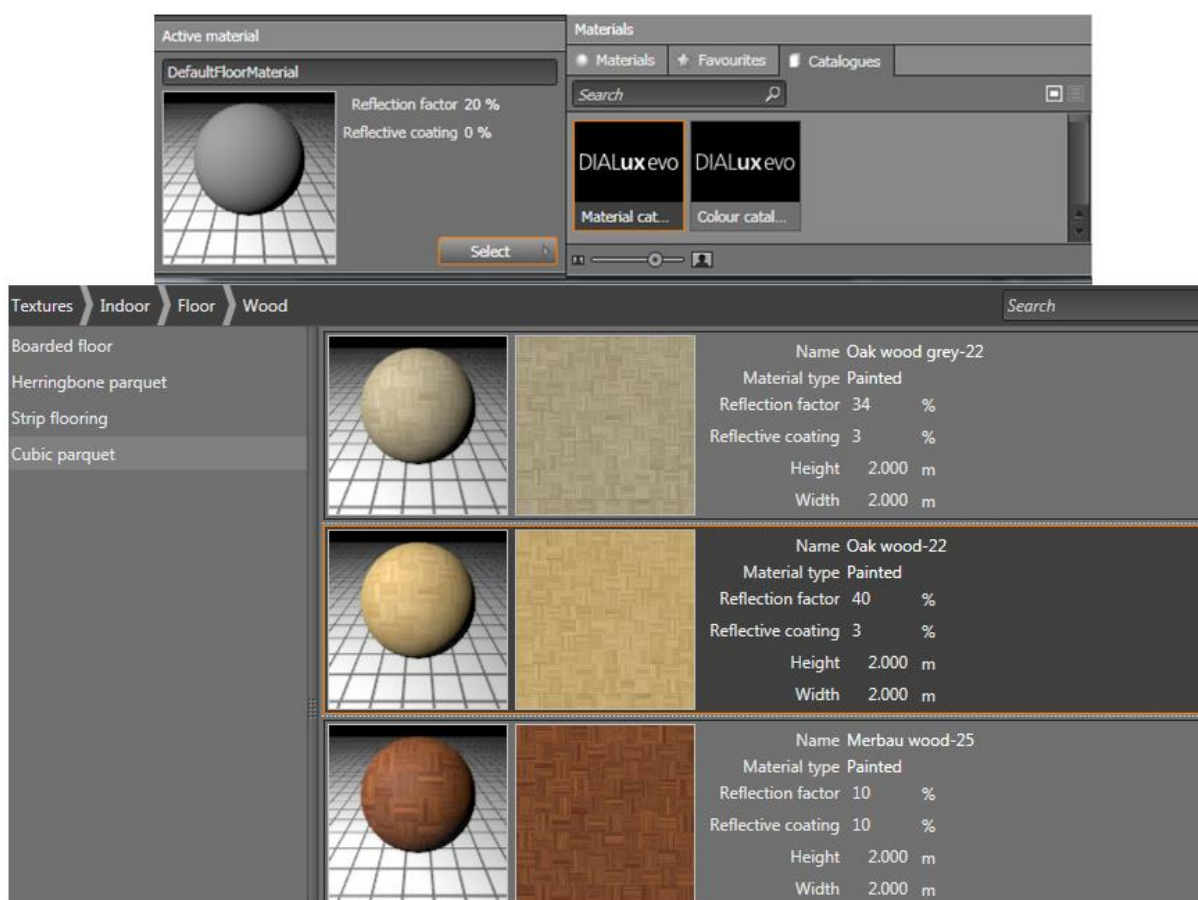 Active material
DefaultFloorMaterial
Reflection factor 20 %
Reflective coating 0 %
Select
Materials
Materials Favourites Catalogues
Search
DIALux evo DIALux evo
Material cat... Colour catal...
Textures Indoor Floor Wood Search
Boarded floor
Herringbone parquet
Strip flooring
Cubic parquet
Name Oak wood grey-22
Material type Painted
Reflection factor 34 %
Reflective coating 3 %
Height 2.000 m
Width 2.000 m
Name Oak wood-22
Material type Painted
Reflection factor 40 %
Reflective coating 3 %
Height 2.000 m
Width 2.000 m
Name Merbau wood-25
Material type Painted
Reflection factor 10 %
Reflective coating 10 %
Height 2.000 m
Width 2.000 m